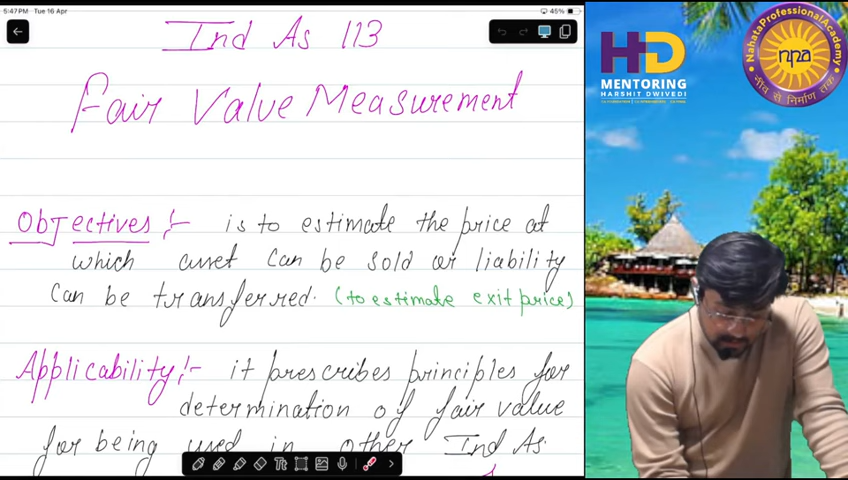 5:47PM Tue 16 Apr
45%
Ind As 113
Fair Value Measurement
Objectives :- is to estimate the price at
which asset can be sold or liability
can be transferred. (to estimate exit price)
Applicability :- it prescribes principles for
determination of fair value
for being used in other Ind As
HD
MENTORING
HARSHIT DWIVEDI
NahataProfessionalAcademy
npa
नींव से निर्माण तक